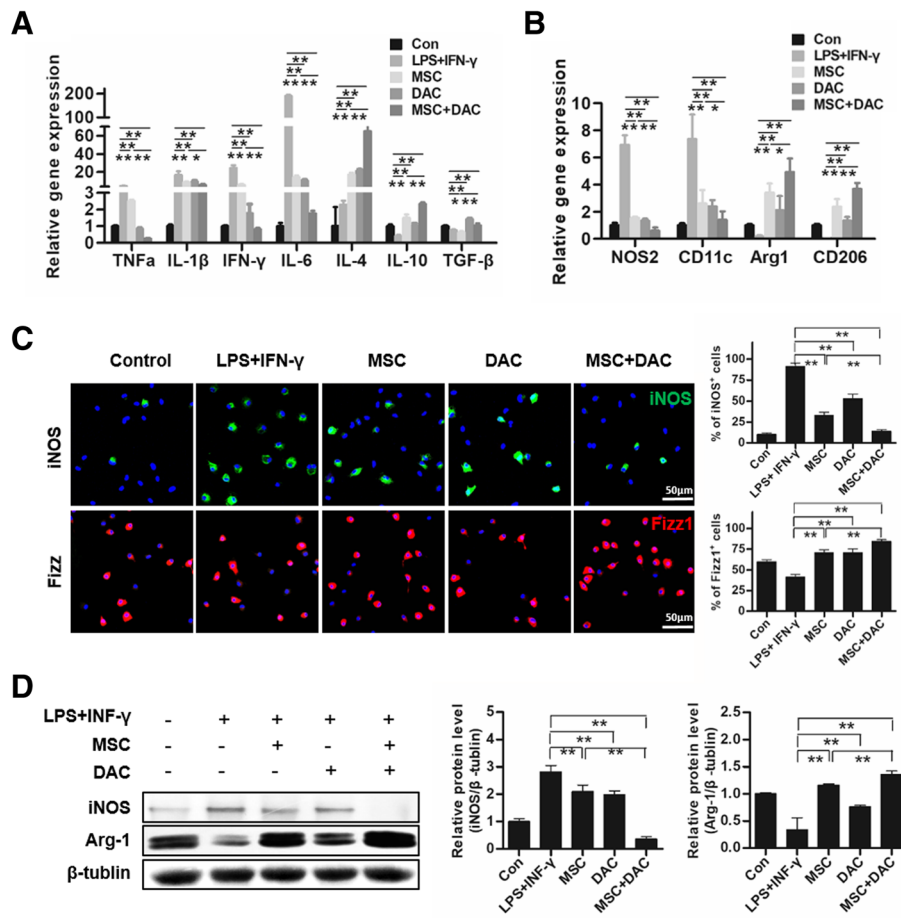 A
Relative gene expression
200
100
60
40
20
3
2
1
0
** ** ** ** **
** ** ** ** **
** ** ** * ** ** ** ** ** ** ** ** ** * **
TNFa IL-1β IFN-γ IL-6 IL-4 IL-10 TGF-β
Con
LPS+IFN-γ
MSC
DAC
MSC+DAC
B
Relative gene expression
10
8
6
4
2
0
NOS2 CD11c Arg1 CD206
Con
LPS+IFN-γ
MSC
DAC
MSC+DAC
C
Control LPS+IFN-γ MSC DAC MSC+DAC
iNOS
iNOS
50μm
Fizz
Fizz1
50μm
% of iNOS⁺ cells
100
75
50
25
0
**
**
** **
Con LPS+ IFN-γ MSC DAC MSC+DAC
% of Fizz1⁺ cells
100
75
50
25
0
**
**
** **
Con LPS+ IFN-γ MSC DAC MSC+DAC
D
LPS+INF-γ - + + + +
MSC - - + - +
DAC - - - + +
iNOS
Arg-1
β-tublin
Relative protein level
(iNOS/β -tublin)
5
4
3
2
1
0
**
**
** **
Con LPS+INF-γ MSC DAC MSC+DAC
Relative protein level
(Arg-1/β -tublin)
2.0
1.5
1.0
0.5
0.0
**
**
** **
Con LPS+INF-γ MSC DAC MSC+DAC